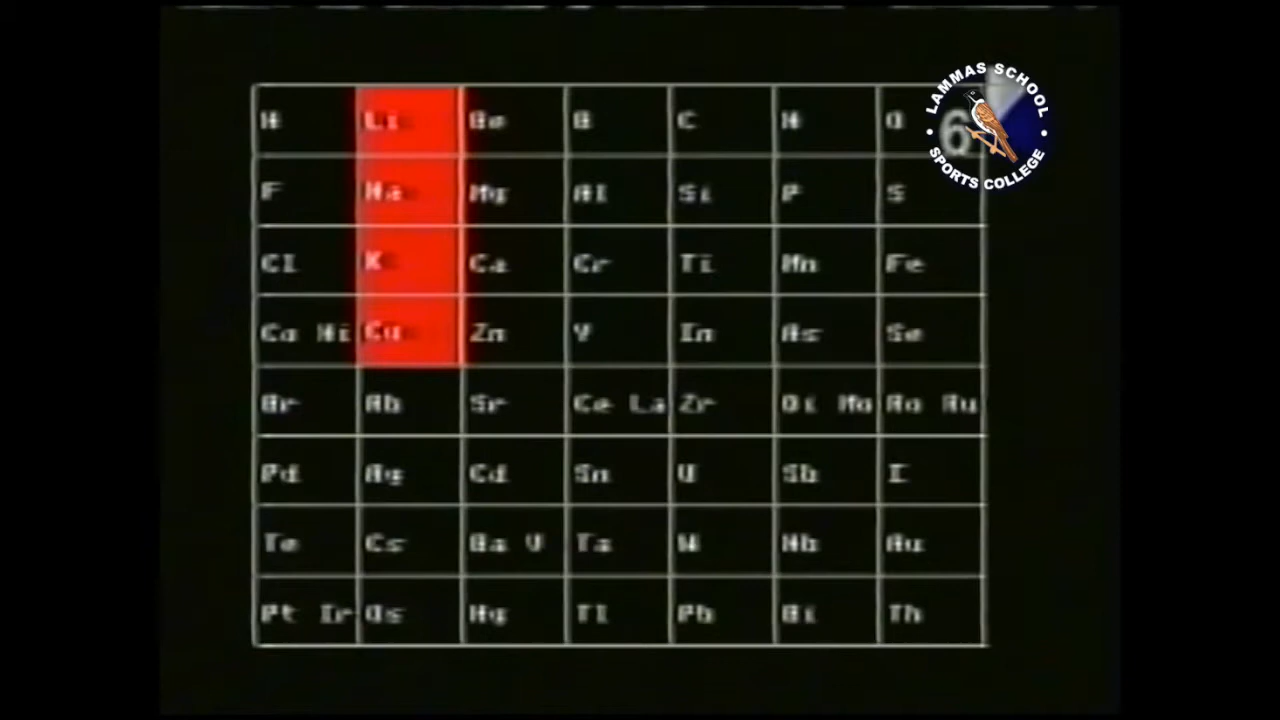 LAMMAS SCHOOL
6
SPORTS COLLEGE
H Li Be B C N O
F Na Mg Al Si P S
Cl K Ca Cr Ti Mn Fe
Co Ni Cu Zn Y In As Se
Br Rb Sr Ce La Zr Di Mo Ro Ru
Pd Ag Cd Sn U Sb I
Te Cs Ba V Ta W Nb Au
Pt Ir Os Hg Tl Pb Bi Th